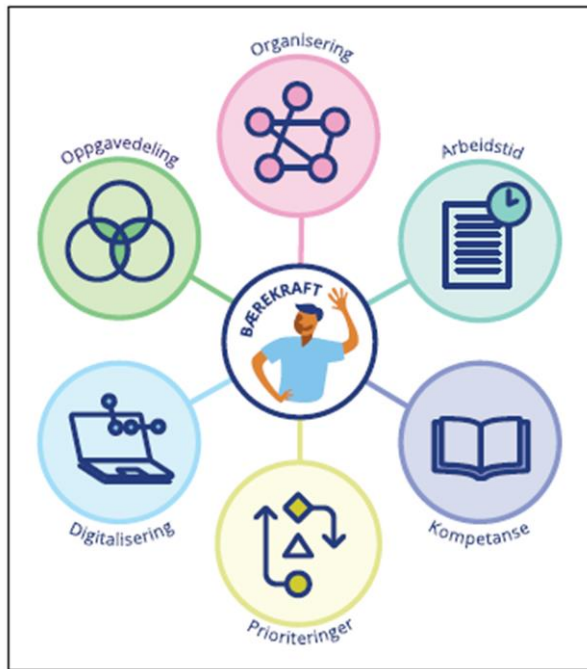 Organisering
Oppgavedeling
Arbeidstid
BÆREKRAFT
Digitalisering
Kompetanse
Prioriteringer